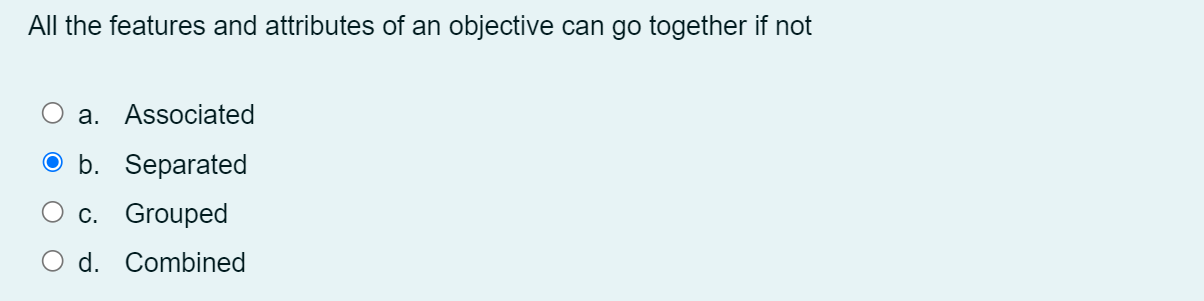 All the features and attributes of an objective can go together if not
a. Associated
b. Separated
c. Grouped
d. Combined